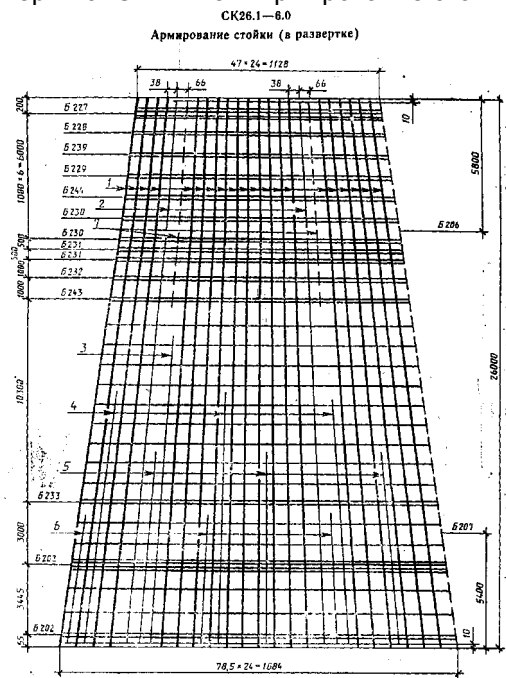 СК26.1—6.0
Армирование стойки (в развертке)
47×24=1128
38 66 38 66
200
Б 227
10
Б 228
Б 239
5800
1000 × 6 = 6000
Б 229
1
Б 244
2
Б 230
7
Б 206
Б 230
500
Б 231
Б 231
1000
Б 232
1000
Б 243
3
26000
10300
4
5
Б 233
6
Б 207
3000
Б 202
5400
3445
Б 202
10
55
78,5 × 24 = 1884